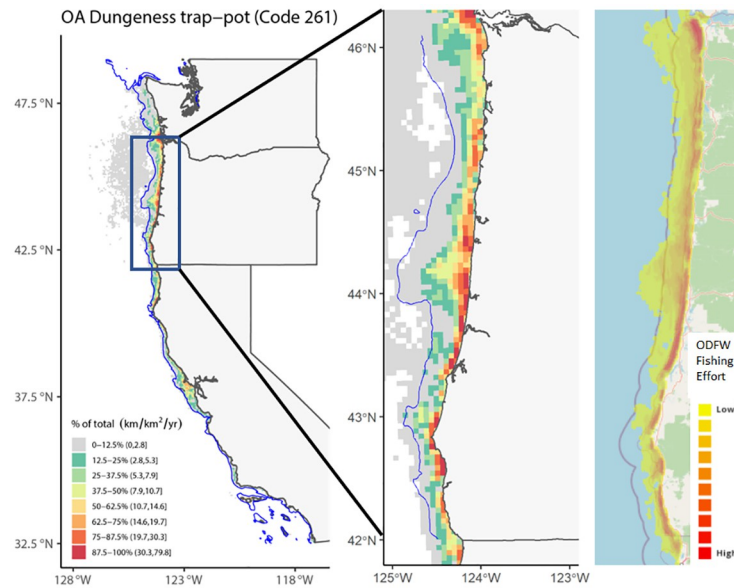 OA Dungeness trap−pot (Code 261)
47.5°N
42.5°N
37.5°N
32.5°N
128°W
123°W
118°W
% of total (km/km²/yr)
0−12.5% (0,2.8)
12.5−25% (2.8,5.3)
25−37.5% (5.3,7.9)
37.5−50% (7.9,10.7)
50−62.5% (10.7,14.6)
62.5−75% (14.6,19.7)
75−87.5% (19.7,30.3)
87.5−100% (30.3,79.8)
46°N
45°N
44°N
43°N
42°N
125°W
124°W
123°W
ODFW
Fishing
Effort
Low
High